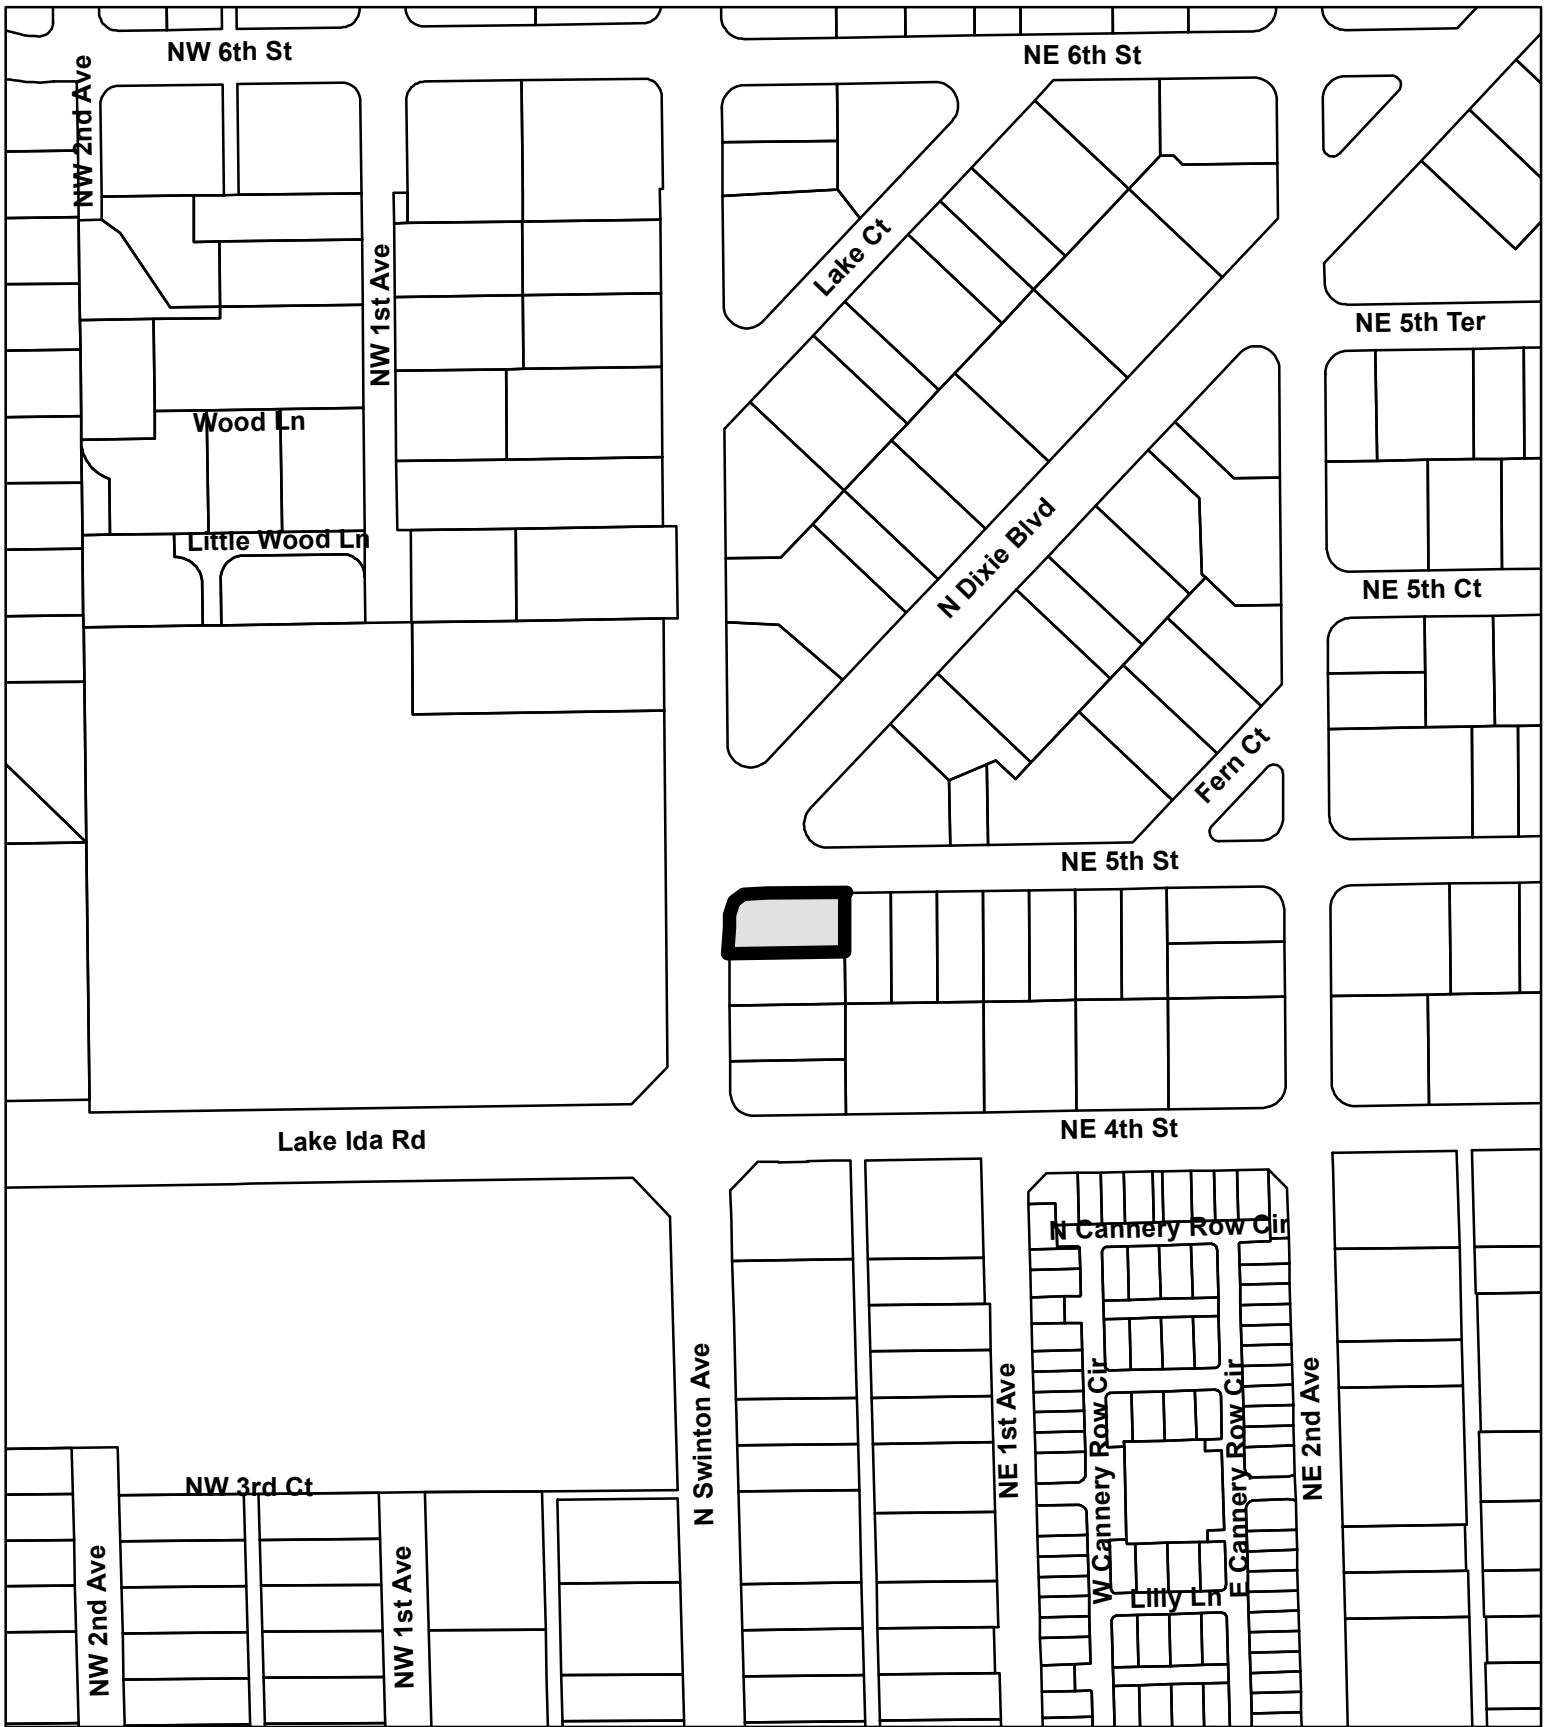 NW 6th St
NE 6th St
NW 2nd Ave
Lake Ct
NW 1st Ave
NE 5th Ter
Wood Ln
Little Wood Ln
N Dixie Blvd
NE 5th Ct
Fern Ct
NE 5th St
NE 4th St
Lake Ida Rd
N Cannery Row Cir
N Swinton Ave
NE 1st Ave
W Cannery Row Cir
E Cannery Row Cir
NE 2nd Ave
NW 3rd Ct
NW 2nd Ave
NW 1st Ave
Lilly Ln